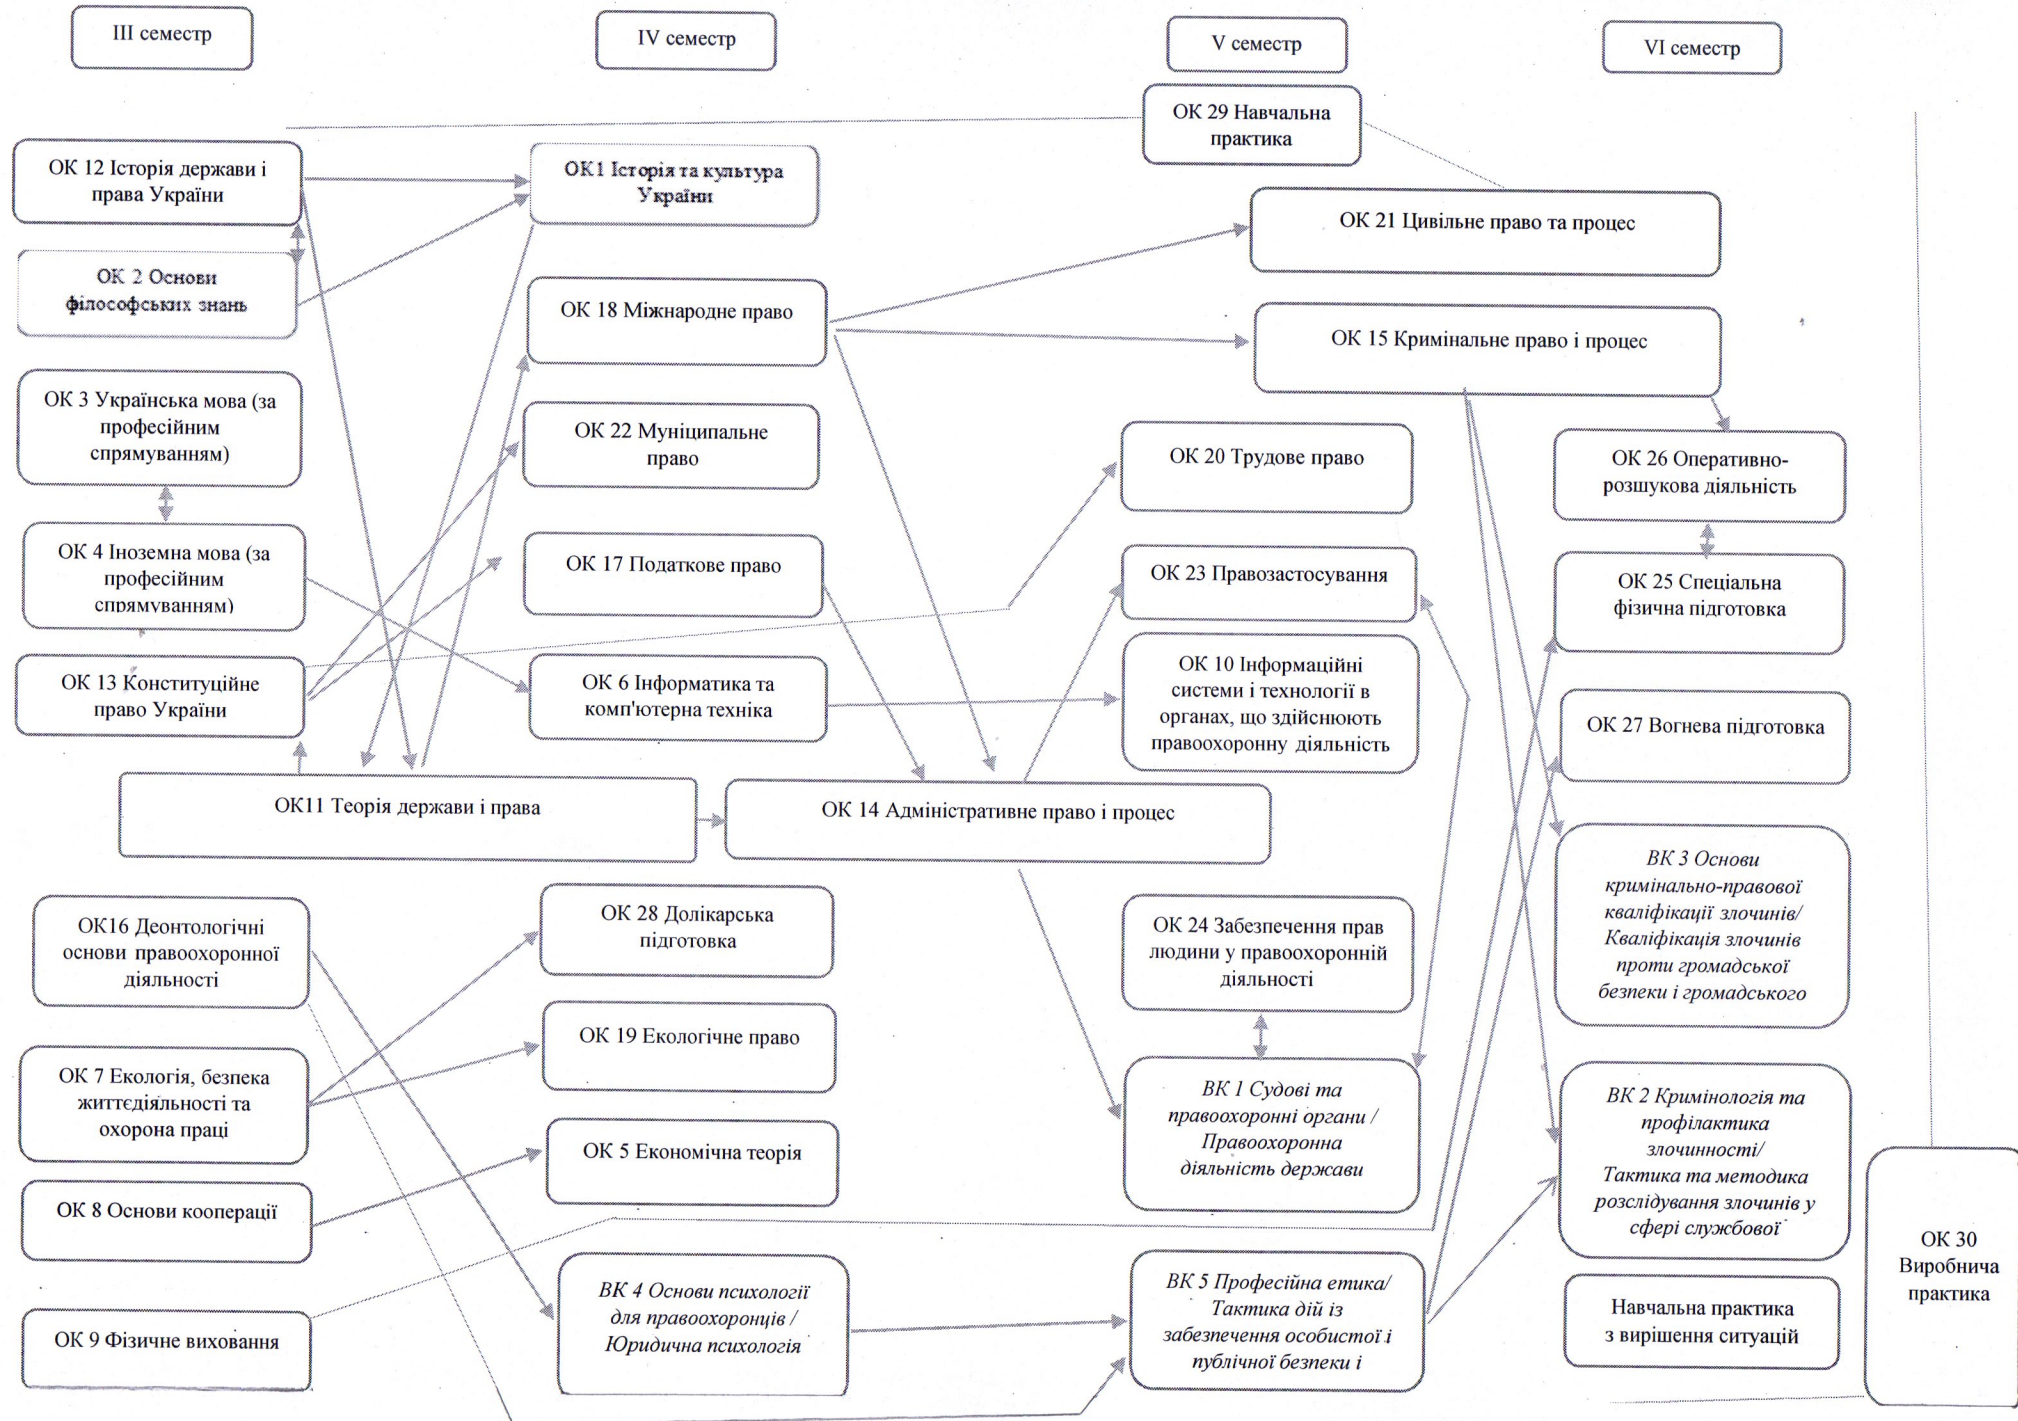 III семестр
IV семестр
V семестр
VI семестр
ОК 29 Навчальна
практика
ОК 12 Історія держави і
права України
ОК1 Історія та культура
України
ОК 21 Цивільне право та процес
ОК 2 Основи
філософських знань
ОК 18 Міжнародне право
ОК 15 Кримінальне право і процес
ОК 3 Українська мова (за
професійним
спрямуванням)
ОК 22 Муніципальне
право
ОК 20 Трудове право
ОК 26 Оперативно-
розшукова діяльність
ОК 4 Іноземна мова (за
професійним
спрямуванням)
ОК 17 Податкове право
ОК 23 Правозастосування
ОК 25 Спеціальна
фізична підготовка
ОК 13 Конституційне
право України
ОК 6 Інформатика та
комп'ютерна техніка
ОК 10 Інформаційні
системи і технології в
органах, що здійснюють
правоохоронну діяльність
ОК 27 Вогнева підготовка
ОК11 Теорія держави і права
ОК 14 Адміністративне право і процес
ВК 3 Основи
кримінально-правової
кваліфікації злочинів/
Кваліфікація злочинів
проти громадської
безпеки і громадського
ОК16 Деонтологічні
основи правоохоронної
діяльності
ОК 28 Долікарська
підготовка
ОК 24 Забезпечення прав
людини у правоохоронній
діяльності
ОК 19 Екологічне право
ОК 7 Екологія, безпека
життєдіяльності та
охорона праці
ВК 1 Судові та
правоохоронні органи /
Правоохоронна
діяльність держави
ВК 2 Кримінологія та
профілактика
злочинності/
Тактика та методика
розслідування злочинів у
сфері службової
ОК 5 Економічна теорія
ОК 8 Основи кооперації
ОК 30
Виробнича
практика
ВК 4 Основи психології
для правоохоронців /
Юридична психологія
ВК 5 Професійна етика/
Тактика дій із
забезпечення особистої і
публічної безпеки і
Навчальна практика
з вирішення ситуацій
ОК 9 Фізичне виховання